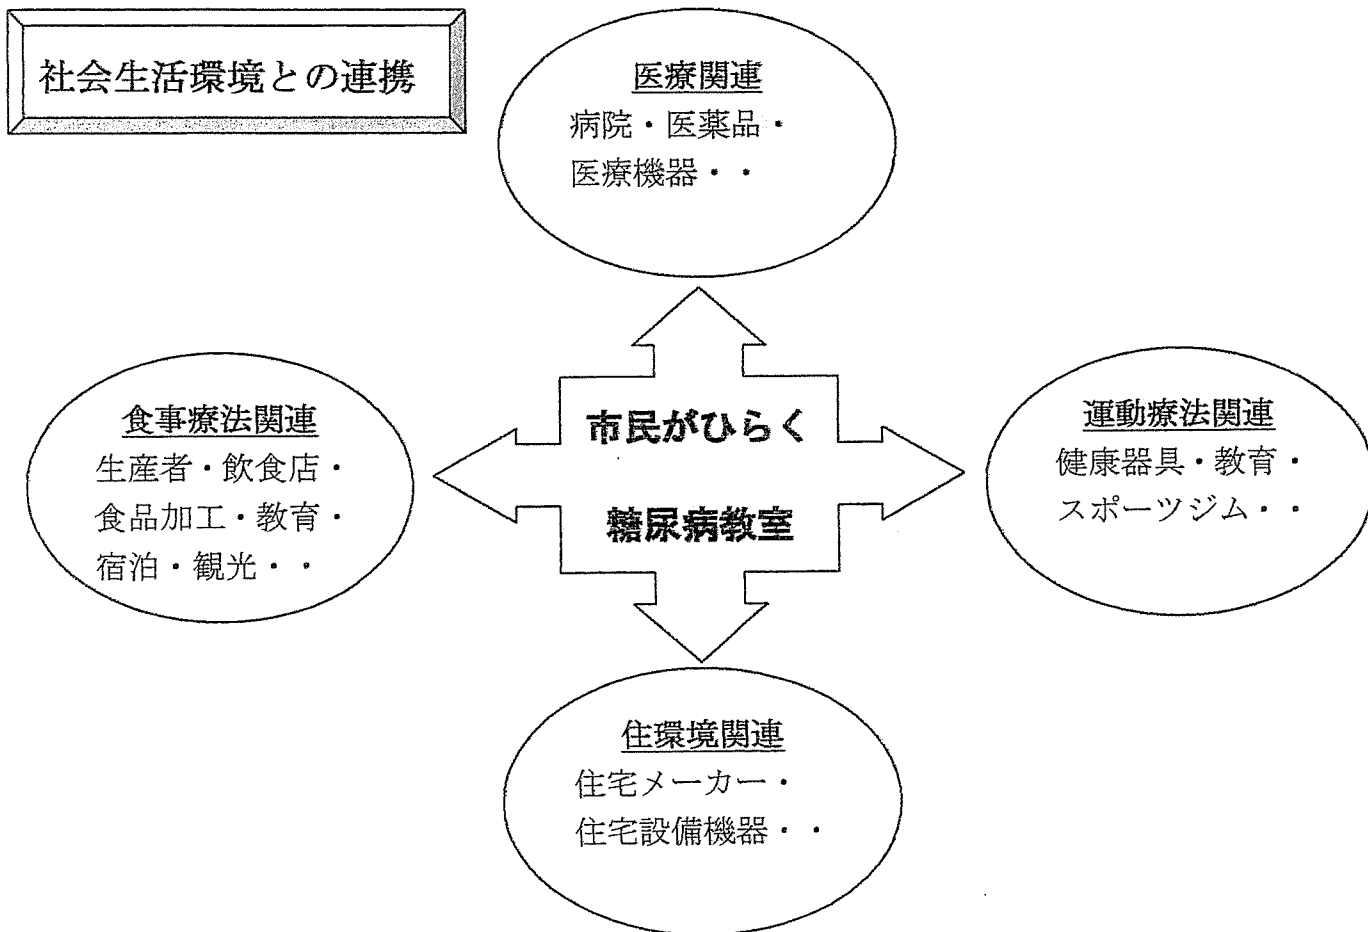 社会生活環境との連携
医療関連
病院・医薬品・
医療機器・・
食事療法関連
生産者・飲食店・
食品加工・教育・
宿泊・観光・・
市民がひらく
糖尿病教室
運動療法関連
健康器具・教育・
スポーツジム・・
住環境関連
住宅メーカー・
住宅設備機器・・